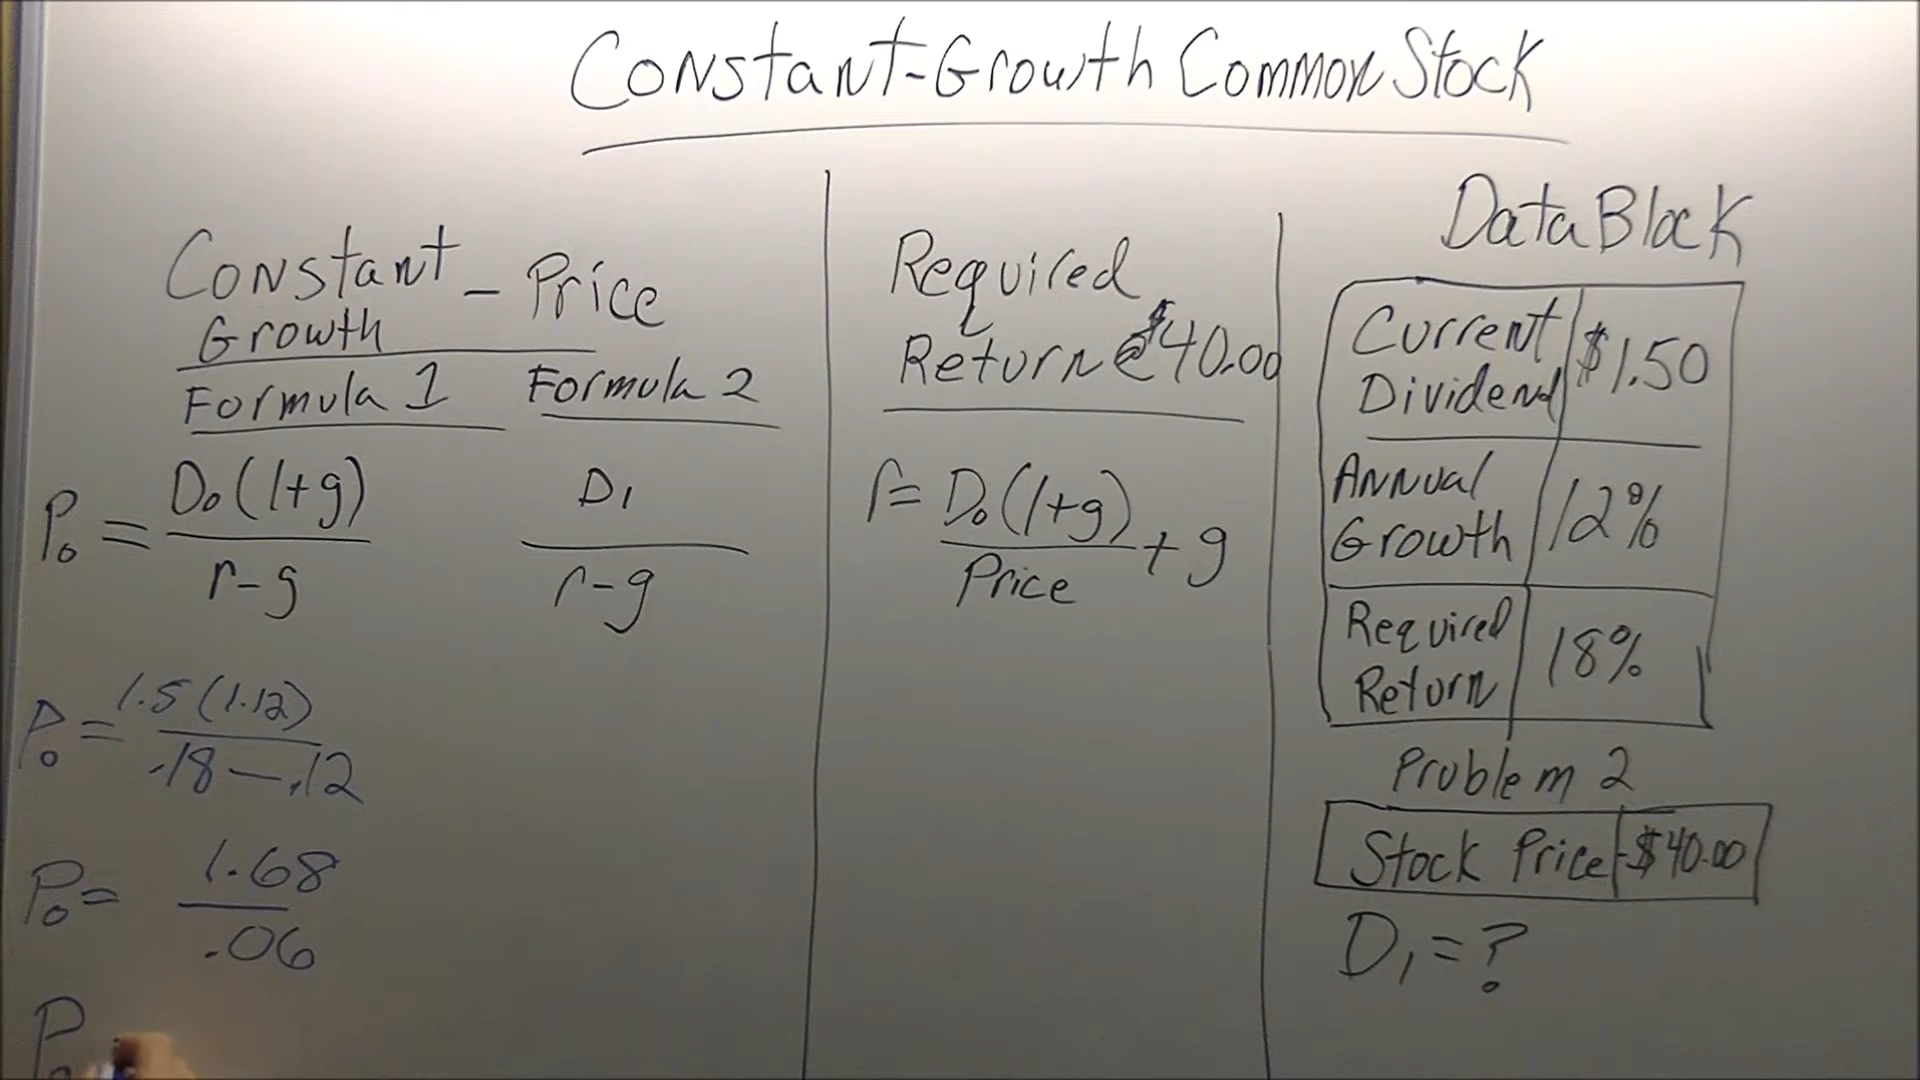 Constant-Growth Common Stock
Constant Growth - Price
Formula 1 Formula 2
P₀ = D₀(1+g) / r-g
D₁ / r-g
P₀ = 1.5(1.12) / .18 - .12
P₀ = 1.68 / .06
P₀
Required
Return @ $40.00
r = D₀(1+g) / Price + g
Data Block
Current Dividend $1.50
Annual Growth 12%
Required Return 18%
Problem 2
Stock Price $40.00
D₁ = ?